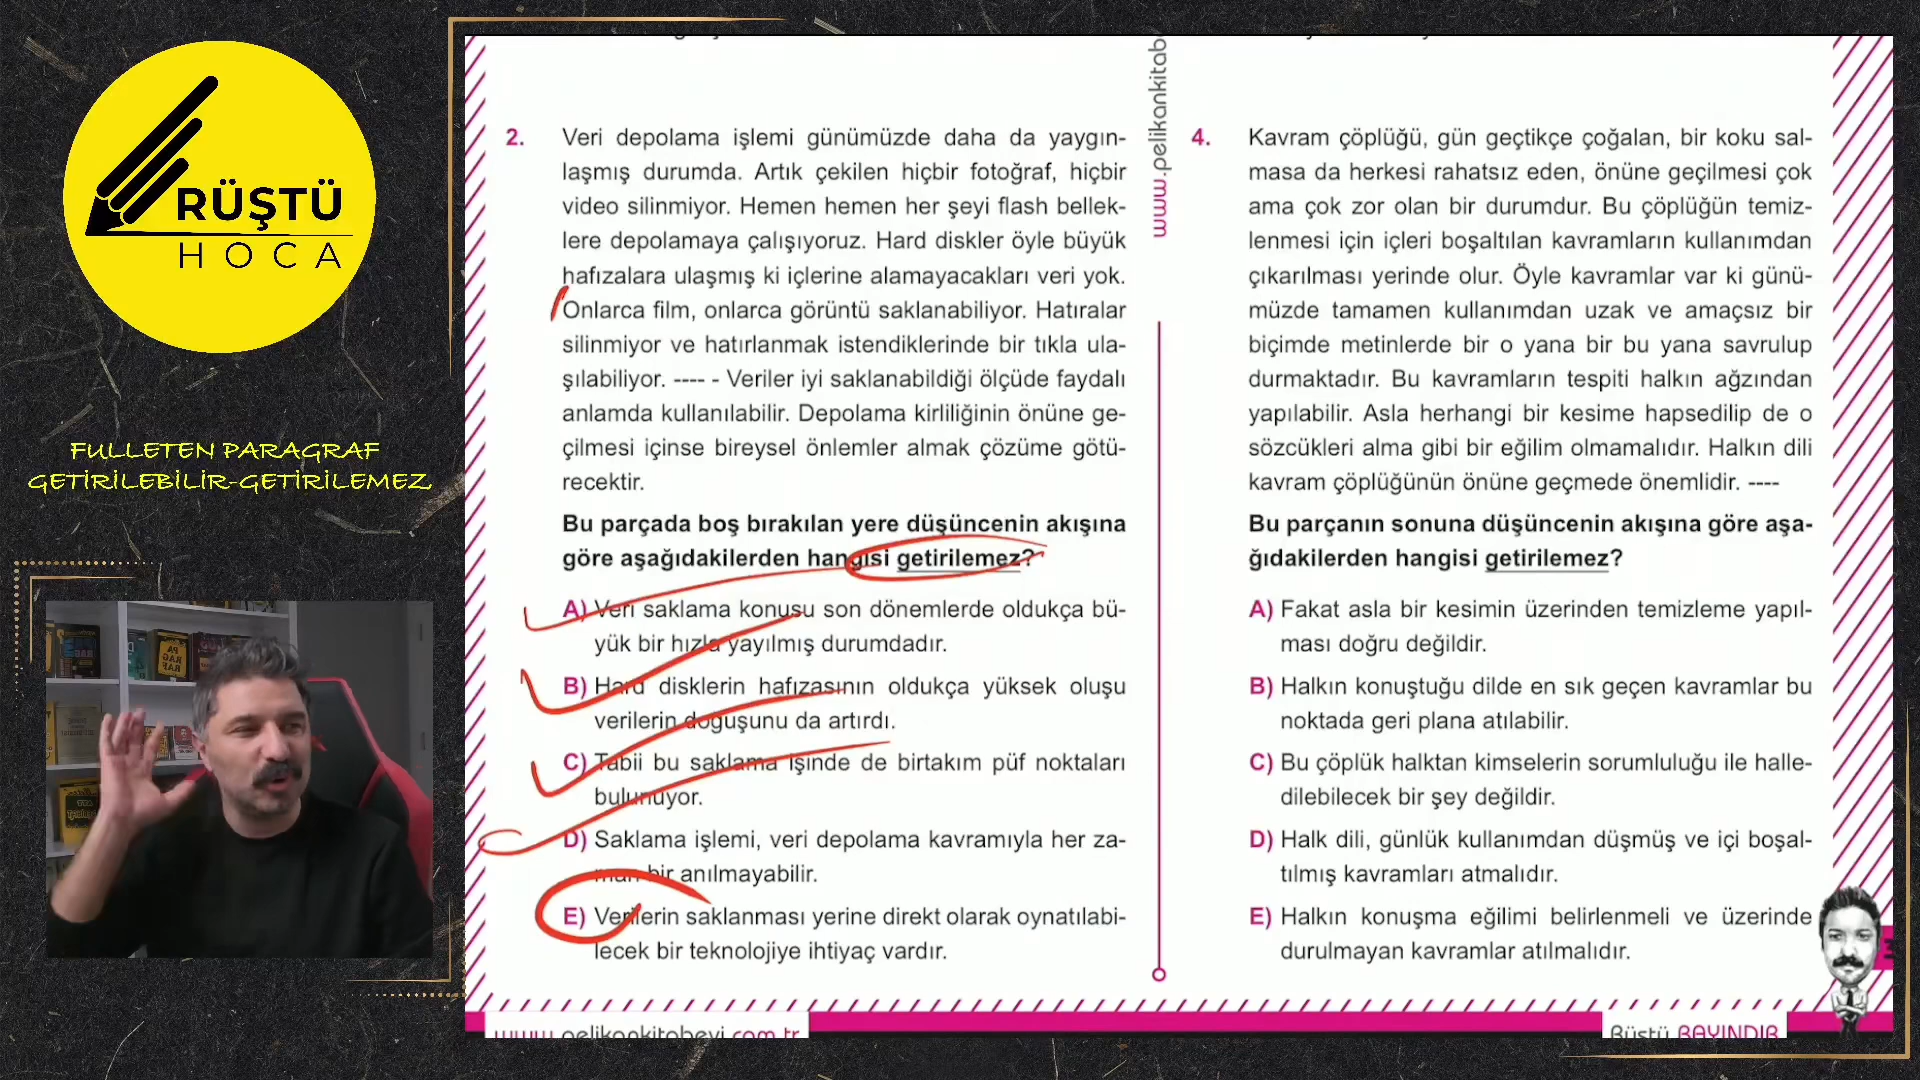 RÜŞTÜ
HOCA
FULLETEN PARAGRAF
GETİRİLEBİLİR-GETİRİLEMEZ.
www.pelikankitab
2. Veri depolama işlemi günümüzde daha da yaygın-
laşmış durumda. Artık çekilen hiçbir fotoğraf, hiçbir
video silinmiyor. Hemen hemen her şeyi flash bellek-
lere depolamaya çalışıyoruz. Hard diskler öyle büyük
hafızalara ulaşmış ki içlerine alamayacakları veri yok.
Onlarca film, onlarca görüntü saklanabiliyor. Hatıralar
silinmiyor ve hatırlanmak istendiklerinde bir tıkla ula-
şılabiliyor. ---- - Veriler iyi saklanabildiği ölçüde faydalı
anlamda kullanılabilir. Depolama kirliliğinin önüne ge-
çilmesi içinse bireysel önlemler almak çözüme götü-
recektir.
Bu parçada boş bırakılan yere düşüncenin akışına
göre aşağıdakilerden hangisi getirilemez?
A) Veri saklama konusu son dönemlerde oldukça bü-
yük bir hızla yayılmış durumdadır.
B) Hard disklerin hafızasının oldukça yüksek oluşu
verilerin doğuşunu da artırdı.
C) Tabii bu saklama işinde de birtakım püf noktaları
bulunuyor.
D) Saklama işlemi, veri depolama kavramıyla her za-
man bir anılmayabilir.
E) Verilerin saklanması yerine direkt olarak oynatılabi-
lecek bir teknolojiye ihtiyaç vardır.
4. Kavram çöplüğü, gün geçtikçe çoğalan, bir koku sal-
masa da herkesi rahatsız eden, önüne geçilmesi çok
ama çok zor olan bir durumdur. Bu çöplüğün temiz-
lenmesi için içleri boşaltılan kavramların kullanımdan
çıkarılması yerinde olur. Öyle kavramlar var ki günü-
müzde tamamen kullanımdan uzak ve amaçsız bir
biçimde metinlerde bir o yana bir bu yana savrulup
durmaktadır. Bu kavramların tespiti halkın ağzından
yapılabilir. Asla herhangi bir kesime hapsedilip de o
sözcükleri alma gibi bir eğilim olmamalıdır. Halkın dili
kavram çöplüğünün önüne geçmede önemlidir. ----
Bu parçanın sonuna düşüncenin akışına göre aşa-
ğıdakilerden hangisi getirilemez?
A) Fakat asla bir kesimin üzerinden temizleme yapıl-
ması doğru değildir.
B) Halkın konuştuğu dilde en sık geçen kavramlar bu
noktada geri plana atılabilir.
C) Bu çöplük halktan kimselerin sorumluluğu ile halle-
dilebilecek bir şey değildir.
D) Halk dili, günlük kullanımdan düşmüş ve içi boşal-
tılmış kavramları atmalıdır.
E) Halkın konuşma eğilimi belirlenmeli ve üzerinde
durulmayan kavramlar atılmalıdır.
www.pelikankitabevi.com.tr
Rüştü BAYINDIR